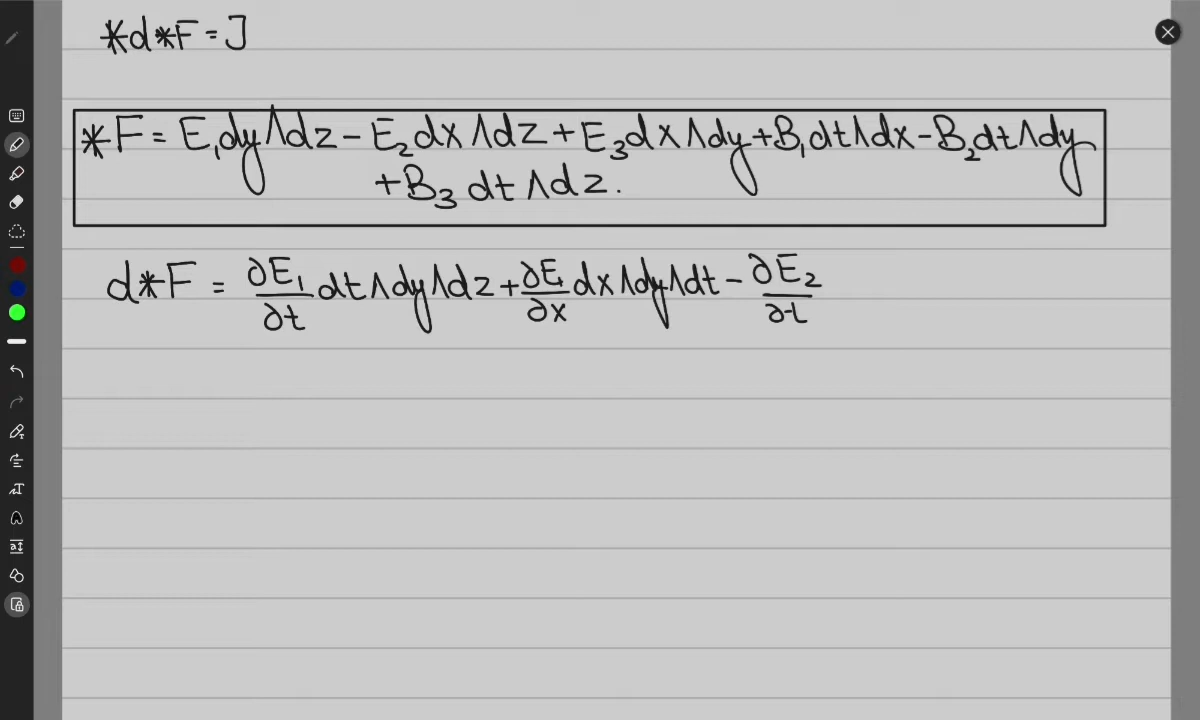 *d*F = J
*F = E₁dy∧dz − E₂dx∧dz + E₃dx∧dy + B₁dt∧dx − B₂dt∧dy
+ B₃ dt∧dz.
d*F = ∂E₁/∂t dt∧dy∧dz + ∂E₁/∂x dx∧dy∧dt − ∂E₂/∂t